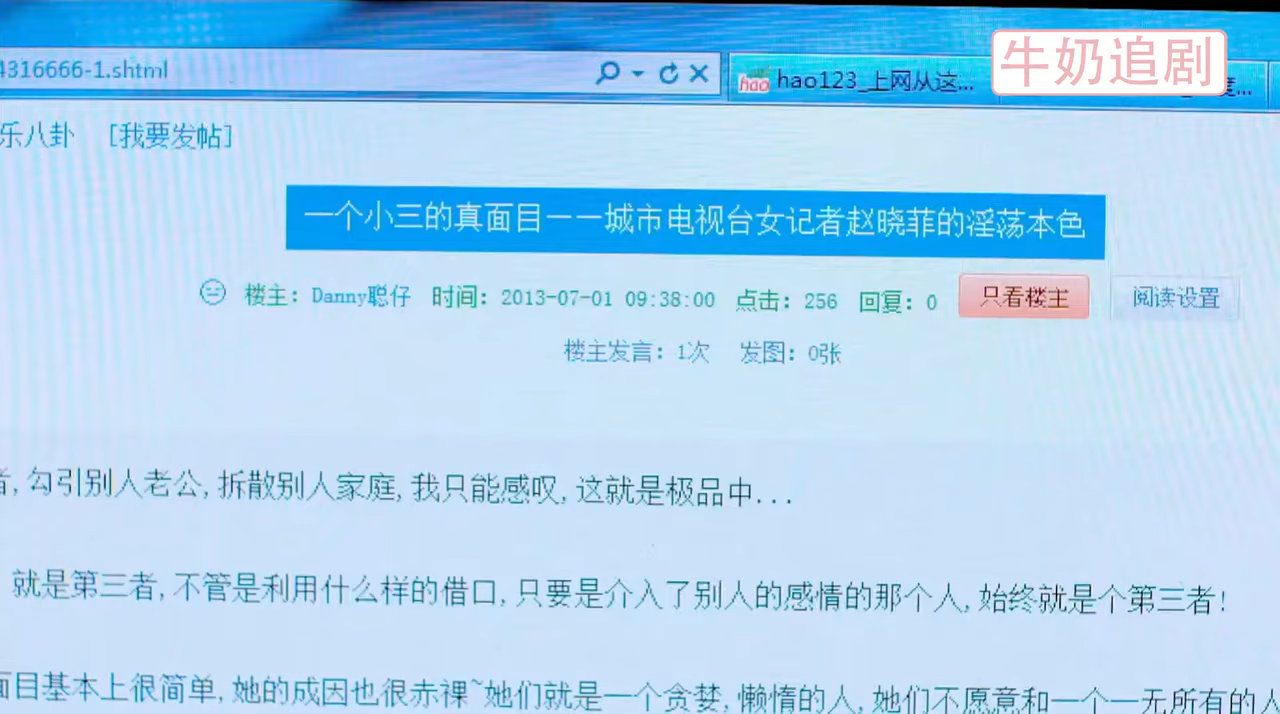 牛奶追剧
4316666-1.shtml
hao123_上网从这...
乐八卦 [我要发帖]
一个小三的真面目——城市电视台女记者赵晓菲的淫荡本色
楼主: Danny聪仔 时间: 2013-07-01 09:38:00 点击: 256 回复: 0 只看楼主 阅读设置
楼主发言: 1次 发图: 0张
者,勾引别人老公,拆散别人家庭,我只能感叹,这就是极品中...
就是第三者,不管是利用什么样的借口,只要是介入了别人的感情的那个人,始终就是个第三者!
面目基本上很简单,她的成因也很赤裸~她们就是一个贪婪,懒惰的人,她们不愿意和一个一无所有的人